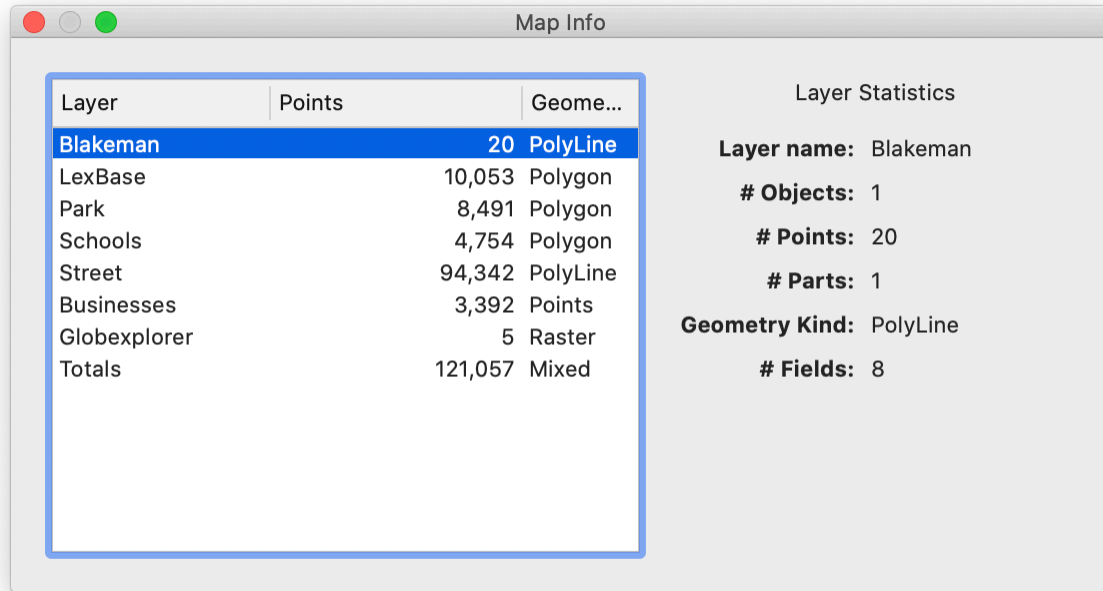 Map Info
Layer Points Geome...
Blakeman 20 PolyLine
LexBase 10,053 Polygon
Park 8,491 Polygon
Schools 4,754 Polygon
Street 94,342 PolyLine
Businesses 3,392 Points
Globexplorer 5 Raster
Totals 121,057 Mixed
Layer Statistics
Layer name: Blakeman
# Objects: 1
# Points: 20
# Parts: 1
Geometry Kind: PolyLine
# Fields: 8